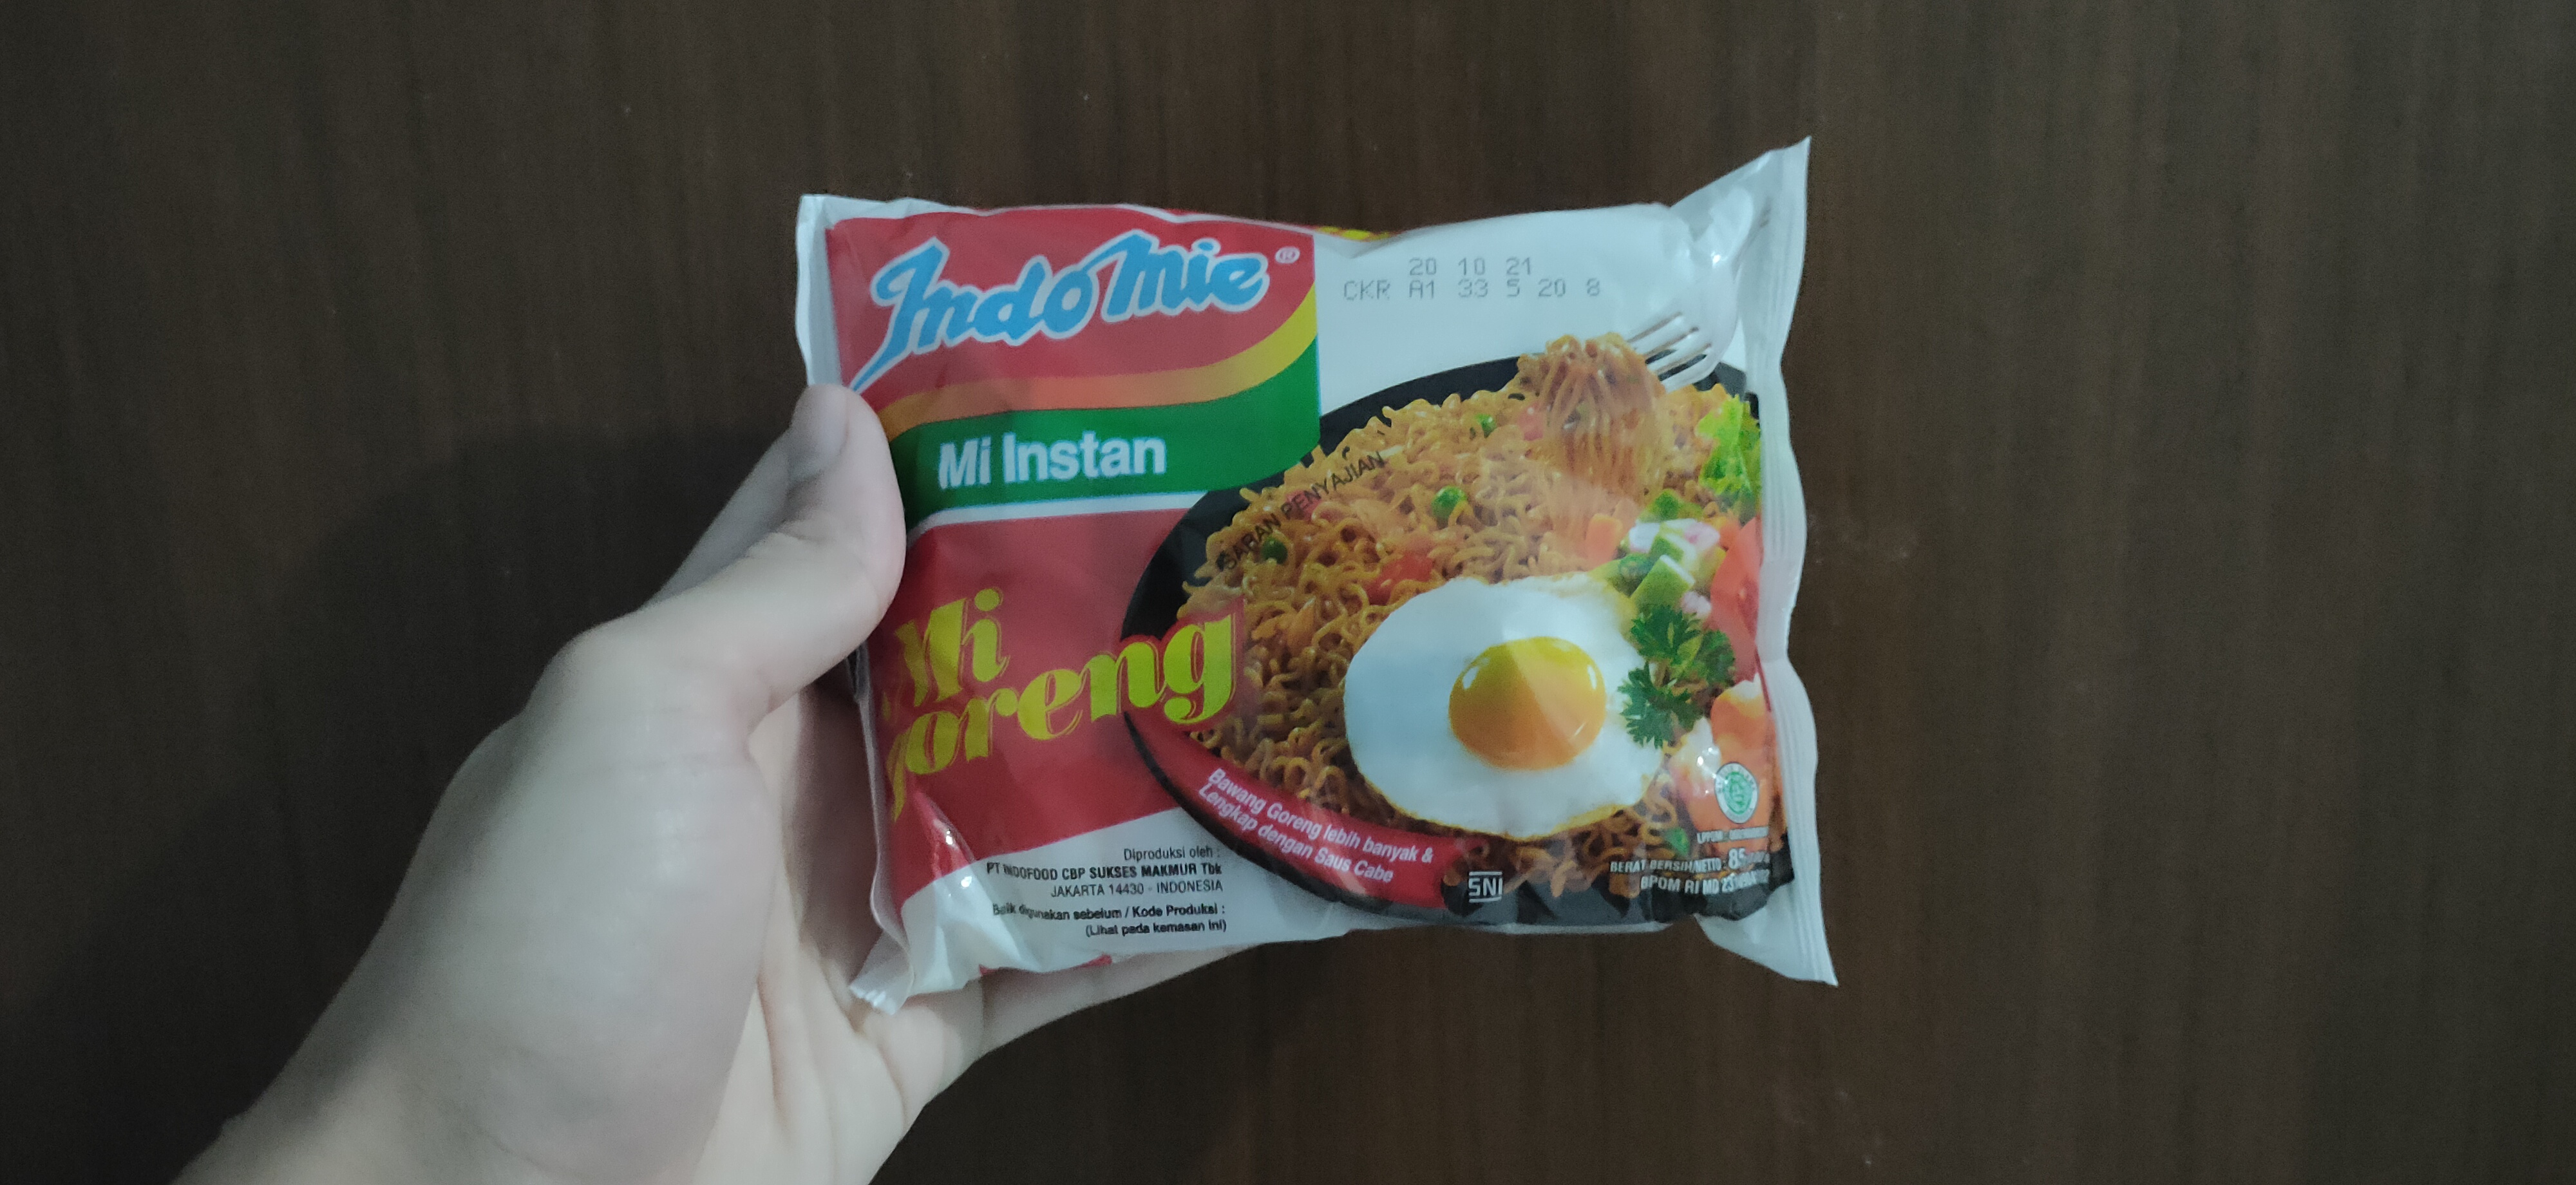 IndoMie®
20 10 21
CKR A1 33 5 20 8
Mi Instan
SARAN PENYAJIAN
Mi
goreng
Bawang Goreng lebih banyak &
Lengkap dengan Saus Cabe
Diproduksi oleh :
PT INDOFOOD CBP SUKSES MAKMUR Tbk
JAKARTA 14430 - INDONESIA
Baik digunakan sebelum / Kode Produksi :
(Lihat pada kemasan ini)
SNI
BERAT BERSIH/NETTO : 85
BPOM RI MD